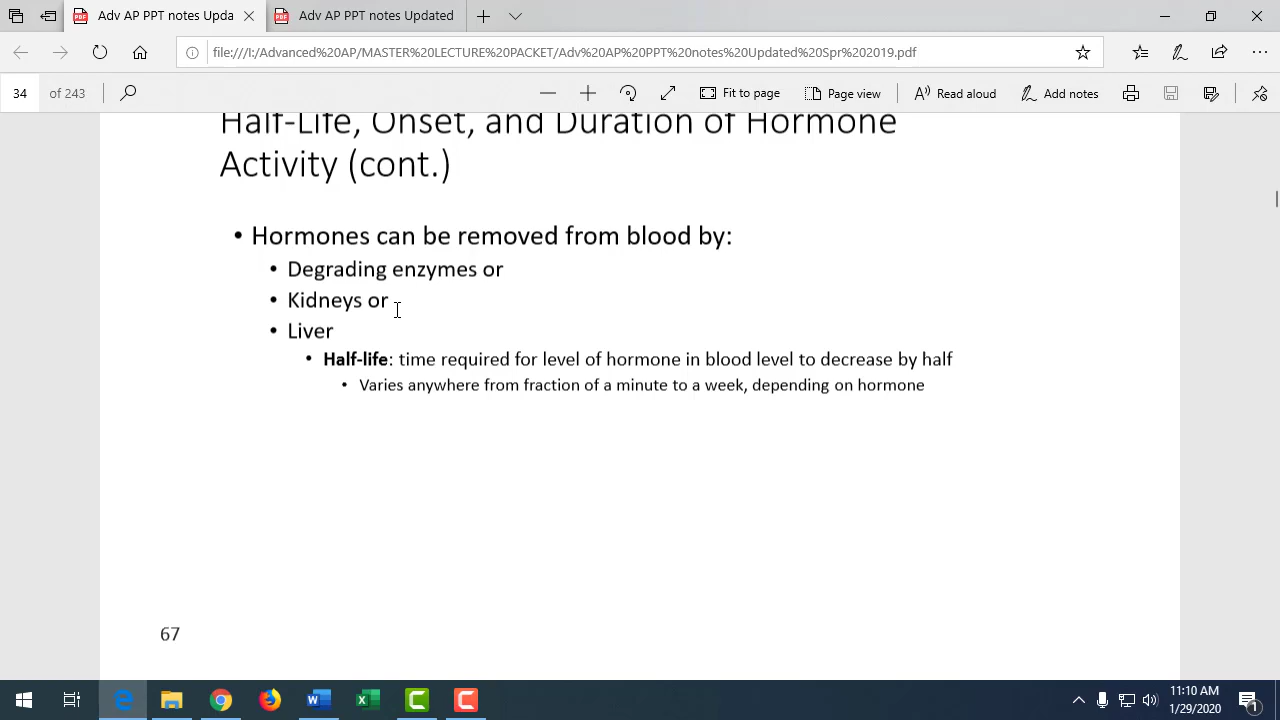 Adv AP PPT notes Updat
Adv AP PPT notes Updated
file:///I:/Advanced%20AP/MASTER%20LECTURE%20PACKET/Adv%20AP%20PPT%20notes%20Updated%20Spr%202019.pdf
34 of 243
Fit to page
Page view
Read aloud
Add notes
Half-Life, Onset, and Duration of Hormone
Activity (cont.)
• Hormones can be removed from blood by:
• Degrading enzymes or
• Kidneys or
• Liver
• Half-life: time required for level of hormone in blood level to decrease by half
• Varies anywhere from fraction of a minute to a week, depending on hormone
67
11:10 AM
1/29/2020